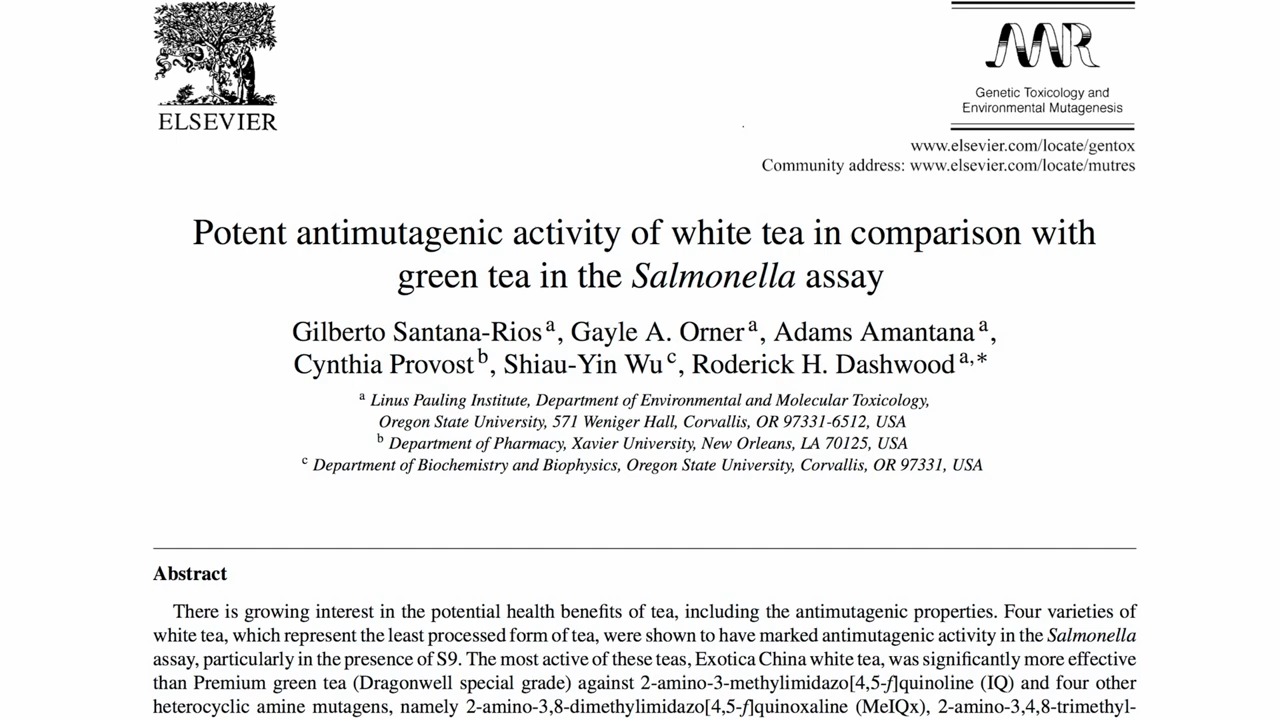 ELSEVIER
MR
Genetic Toxicology and
Environmental Mutagenesis
www.elsevier.com/locate/gentox
Community address: www.elsevier.com/locate/mutres
Potent antimutagenic activity of white tea in comparison with
green tea in the Salmonella assay
Gilberto Santana-Rios a, Gayle A. Orner a, Adams Amantana a,
Cynthia Provost b, Shiau-Yin Wu c, Roderick H. Dashwood a,*
a Linus Pauling Institute, Department of Environmental and Molecular Toxicology,
Oregon State University, 571 Weniger Hall, Corvallis, OR 97331-6512, USA
b Department of Pharmacy, Xavier University, New Orleans, LA 70125, USA
c Department of Biochemistry and Biophysics, Oregon State University, Corvallis, OR 97331, USA
Abstract
There is growing interest in the potential health benefits of tea, including the antimutagenic properties. Four varieties of
white tea, which represent the least processed form of tea, were shown to have marked antimutagenic activity in the Salmonella
assay, particularly in the presence of S9. The most active of these teas, Exotica China white tea, was significantly more effective
than Premium green tea (Dragonwell special grade) against 2-amino-3-methylimidazo[4,5-f]quinoline (IQ) and four other
heterocyclic amine mutagens, namely 2-amino-3,8-dimethylimidazo[4,5-f]quinoxaline (MeIQx), 2-amino-3,4,8-trimethyl-